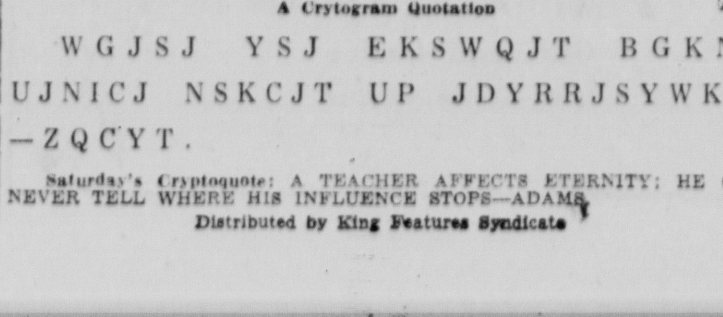 A Crytogram Quotation
WGJSJ YSJ EKSWQJT BGK
UJNICJ NSKCJT UP JDYRRJSYWK
—ZQCYT.
Saturday's Cryptoquote: A TEACHER AFFECTS ETERNITY; HE
NEVER TELL WHERE HIS INFLUENCE STOPS—ADAMS
Distributed by King Features Syndicate